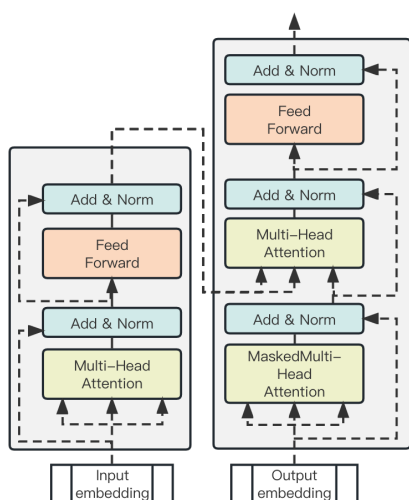 Add & Norm
Feed
Forward
Add & Norm
Multi-Head
Attention
Input
embedding
Add & Norm
Feed
Forward
Add & Norm
Multi-Head
Attention
Add & Norm
MaskedMulti-
Head
Attention
Output
embedding